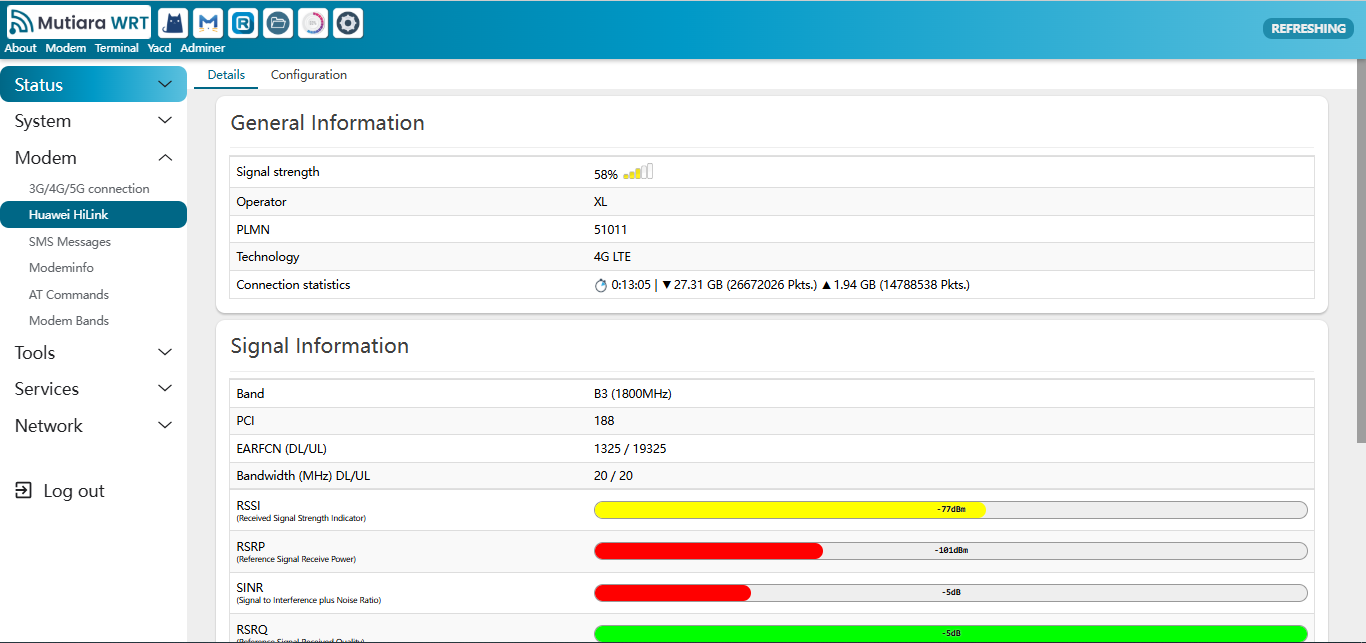 Mutiara WRT
REFRESHING
About Modem Terminal Yacd Adminer
Status
System
Modem
3G/4G/5G connection
Huawei HiLink
SMS Messages
Modeminfo
AT Commands
Modem Bands
Tools
Services
Network
Log out
Details Configuration
General Information
Signal strength 58%
Operator XL
PLMN 51011
Technology 4G LTE
Connection statistics 0:13:05 | ▼27.31 GB (26672026 Pkts.) ▲1.94 GB (14788538 Pkts.)
Signal Information
Band B3 (1800MHz)
PCI 188
EARFCN (DL/UL) 1325 / 19325
Bandwidth (MHz) DL/UL 20 / 20
RSSI
(Received Signal Strength Indicator)
-77dBm
RSRP
(Reference Signal Receive Power)
-101dBm
SINR
(Signal to Interference plus Noise Ratio)
-5dB
RSRQ
(Reference Signal Received Quality)
-5dB